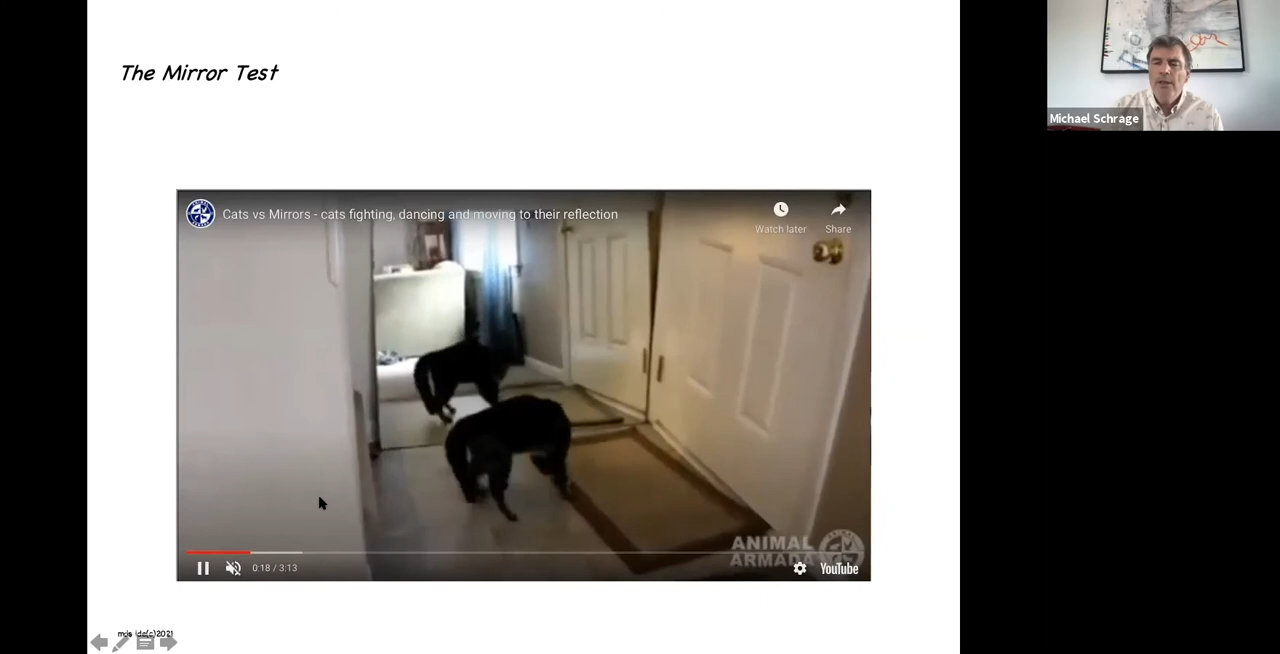 The Mirror Test
Michael Schrage
Cats vs Mirrors - cats fighting, dancing and moving to their reflection
Watch later
Share
ANIMAL
ARMADA
0:18 / 3:13
YouTube
(c)2021